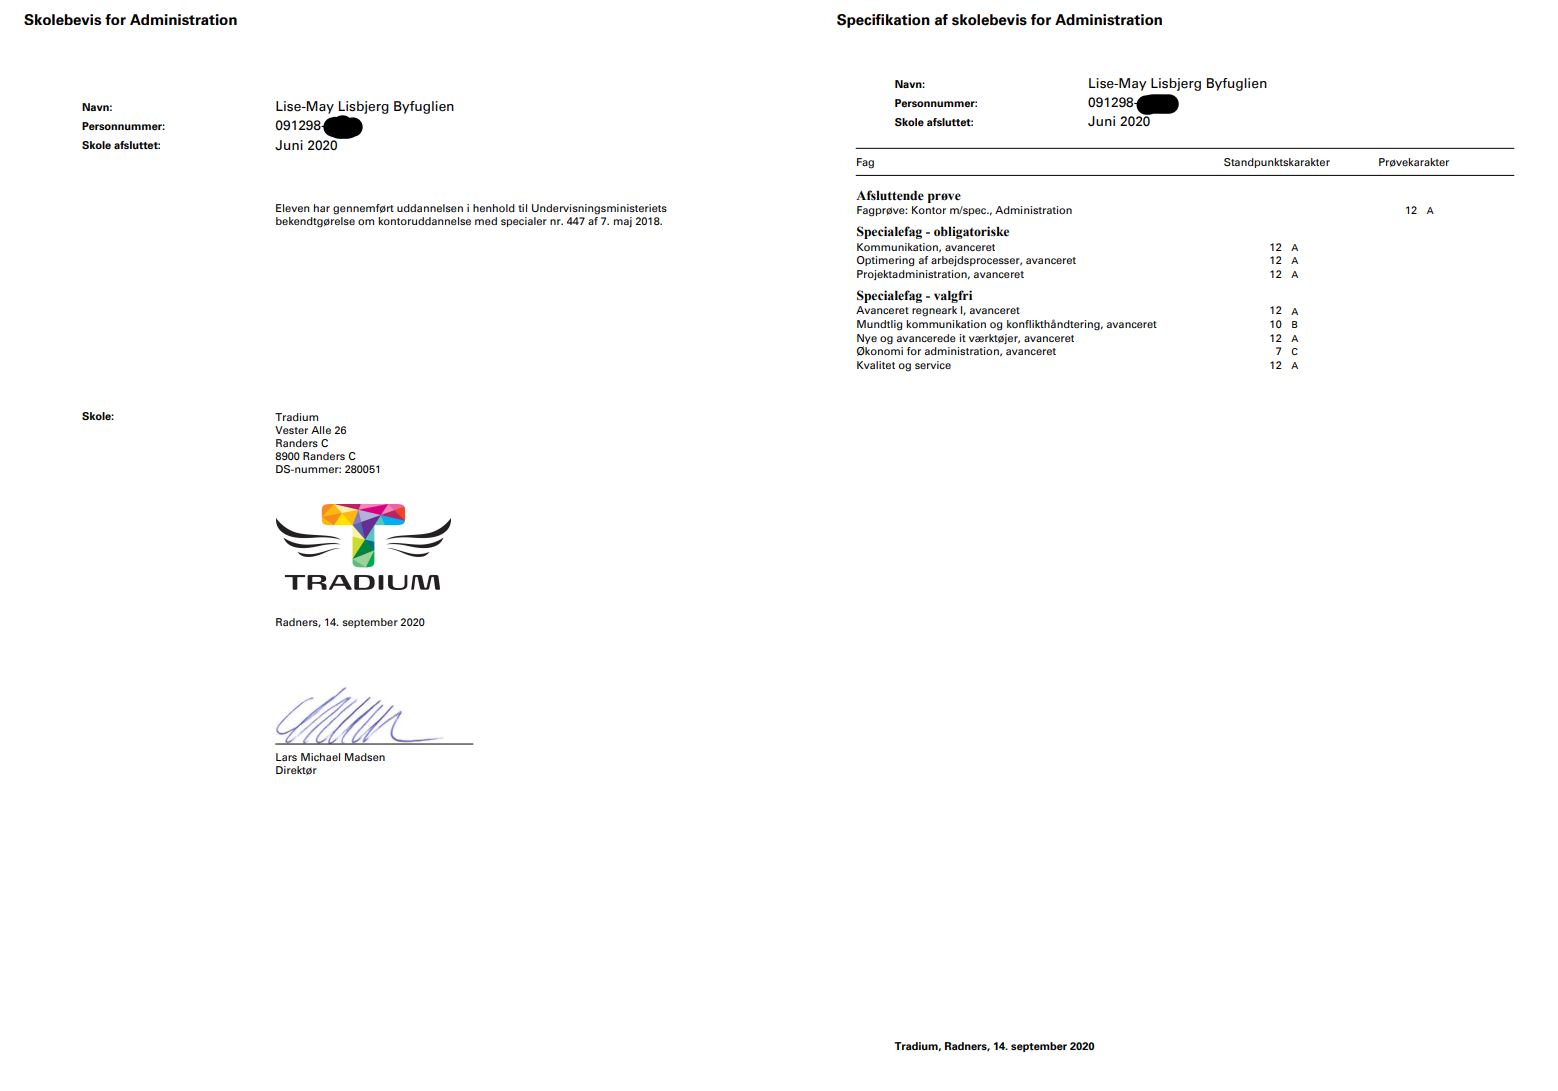 Skolebevis for Administration
Navn: Lise-May Lisbjerg Byfuglien
Personnummer: 091298-
Skole afsluttet: Juni 2020
Eleven har gennemført uddannelsen i henhold til Undervisningsministeriets
bekendtgørelse om kontoruddannelse med specialer nr. 447 af 7. maj 2018.
Skole: Tradium
Vester Alle 26
Randers C
8900 Randers C
DS-nummer: 280051
TRADIUM
Radners, 14. september 2020
Lars Michael Madsen
Direktør
Specifikation af skolebevis for Administration
Navn: Lise-May Lisbjerg Byfuglien
Personnummer: 091298-
Skole afsluttet: Juni 2020
Fag Standpunktskarakter Prøvekarakter
Afsluttende prøve
Fagprøve: Kontor m/spec., Administration 12 A
Specialefag - obligatoriske
Kommunikation, avanceret 12 A
Optimering af arbejdsprocesser, avanceret 12 A
Projektadministration, avanceret 12 A
Specialefag - valgfri
Avanceret regneark I, avanceret 12 A
Mundtlig kommunikation og konflikthåndtering, avanceret 10 B
Nye og avancerede it værktøjer, avanceret 12 A
Økonomi for administration, avanceret 7 C
Kvalitet og service 12 A
Tradium, Radners, 14. september 2020